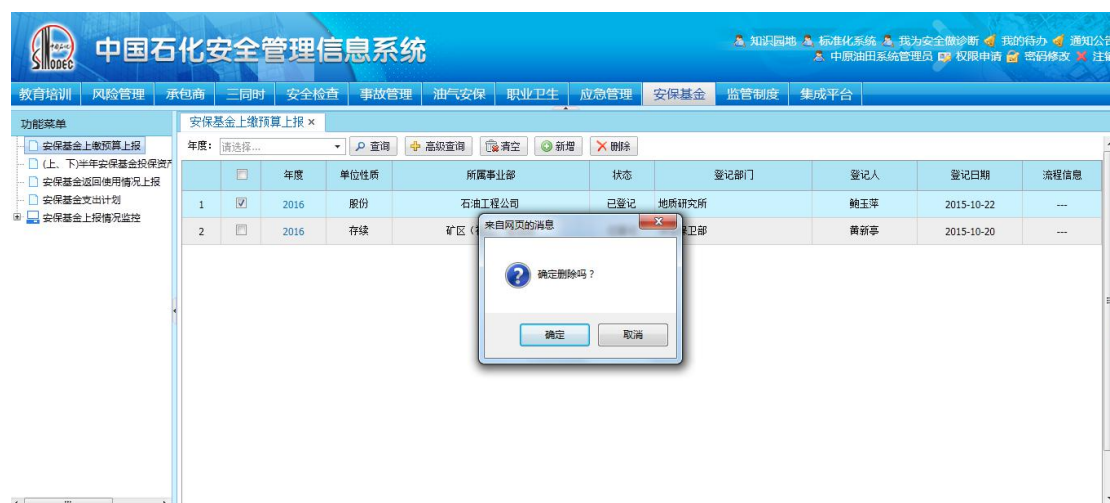 SINOPEC
中国石化安全管理信息系统
知识园地 标准化系统 我为安全做诊断 我的待办 通知公告
中原油田系统管理员 权限申请 密码修改 注销
教育培训 风险管理 承包商 三同时 安全检查 事故管理 油气安保 职业卫生 应急管理 安保基金 监管制度 集成平台
功能菜单
安保基金上缴预算上报
(上、下)半年安保基金投保资产
安保基金返回使用情况上报
安保基金支出计划
安保基金上报情况监控
安保基金上缴预算上报 ×
年度: 请选择... 查询 高级查询 清空 新增 删除
年度 单位性质 所属事业部 状态 登记部门 登记人 登记日期 流程信息
1 2016 股份 石油工程公司 已登记 地质研究所 鲍玉萍 2015-10-22 ---
2 2016 存续 矿区 卫部 黄新亭 2015-10-20 ---
来自网页的消息
确定删除吗？
确定 取消